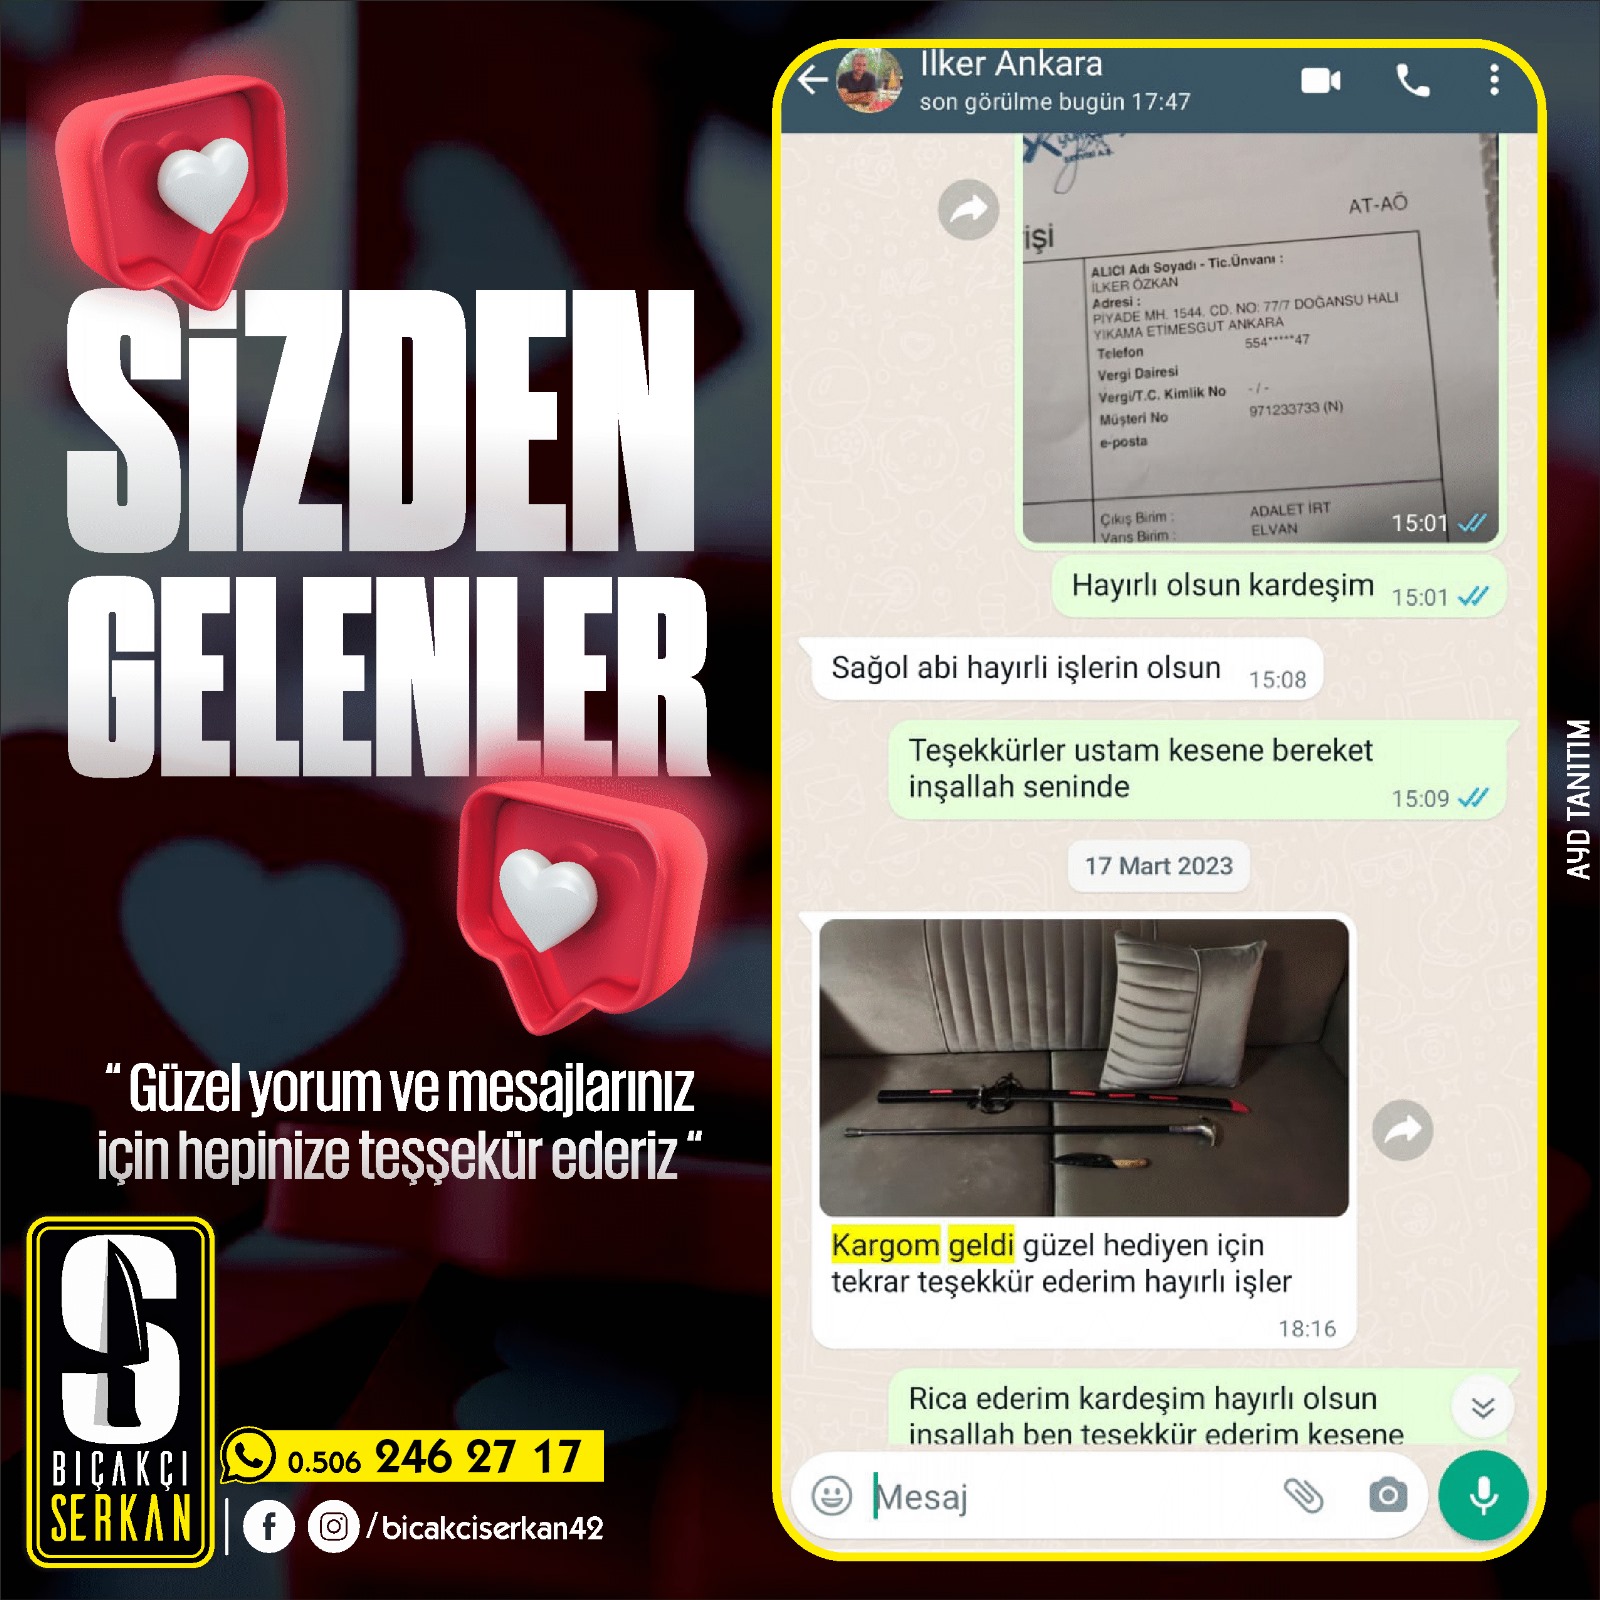 SİZDEN
GELENLER
“ Güzel yorum ve mesajlarınız
için hepinize teşşekür ederiz “
S
BIÇAKÇI
SERKAN
0.506 246 27 17
/bicakciserkan42
Ilker Ankara
son görülme bugün 17:47
AT-AÖ
İŞİ
ALICI Adı Soyadı - Tic.Ünvanı :
İLKER ÖZKAN
Adresi :
PİYADE MH. 1544. CD. NO: 77/7 DOĞANSU HALI
YIKAMA ETİMESGUT ANKARA
Telefon 554*****47
Vergi Dairesi
Vergi/T.C. Kimlik No - / -
Müşteri No 971233733 (N)
e-posta
Çıkış Birim : ADALET İRT
Varış Birim : ELVAN
15:01
Hayırlı olsun kardeşim 15:01
Sağol abi hayırli işlerin olsun 15:08
Teşekkürler ustam kesene bereket
inşallah seninde 15:09
17 Mart 2023
Kargom geldi güzel hediyen için
tekrar teşekkür ederim hayırlı işler
18:16
Rica ederim kardeşim hayırlı olsun
inşallah ben teşekkür ederim kesene
Mesaj
AYD TANITIM